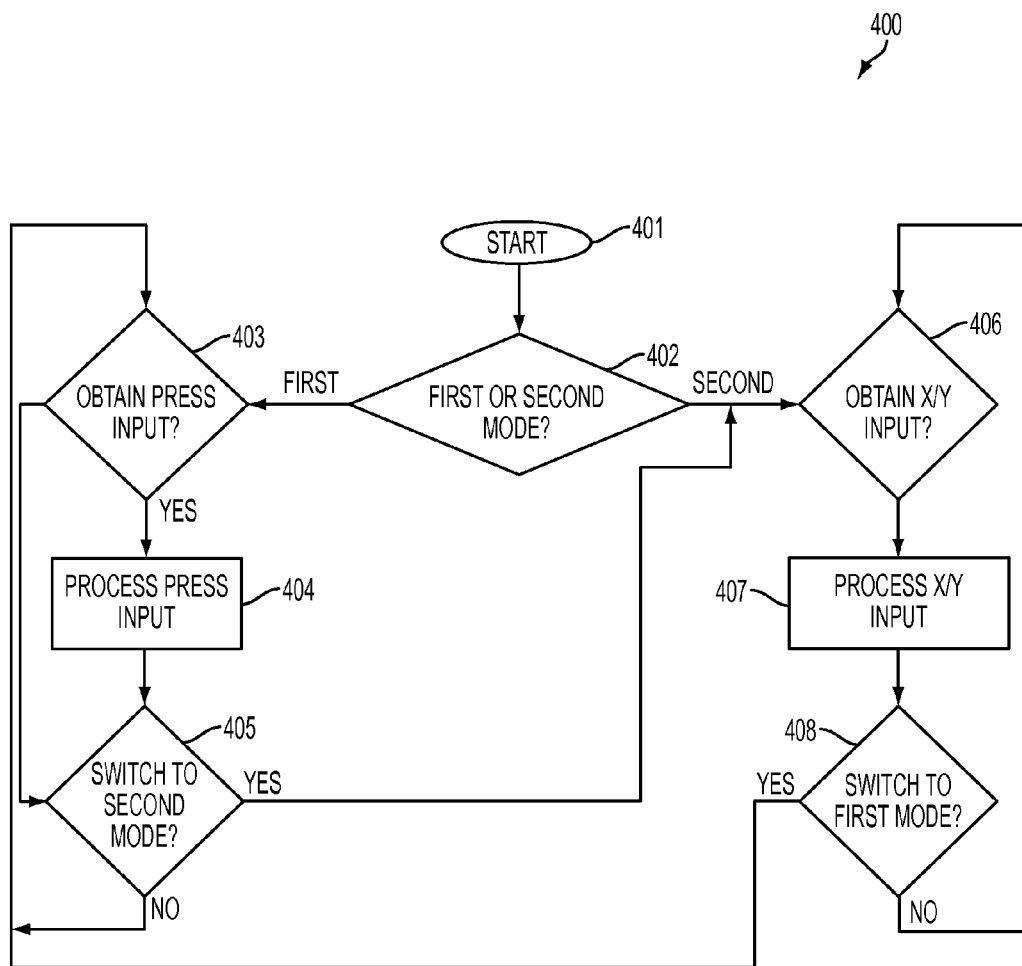 400
START
401
403
OBTAIN PRESS
INPUT?
FIRST
402
FIRST OR SECOND
MODE?
SECOND
406
OBTAIN X/Y
INPUT?
YES
PROCESS PRESS
INPUT
404
407
PROCESS X/Y
INPUT
405
SWITCH TO
SECOND
MODE?
YES
408
YES
SWITCH TO
FIRST MODE?
NO
NO